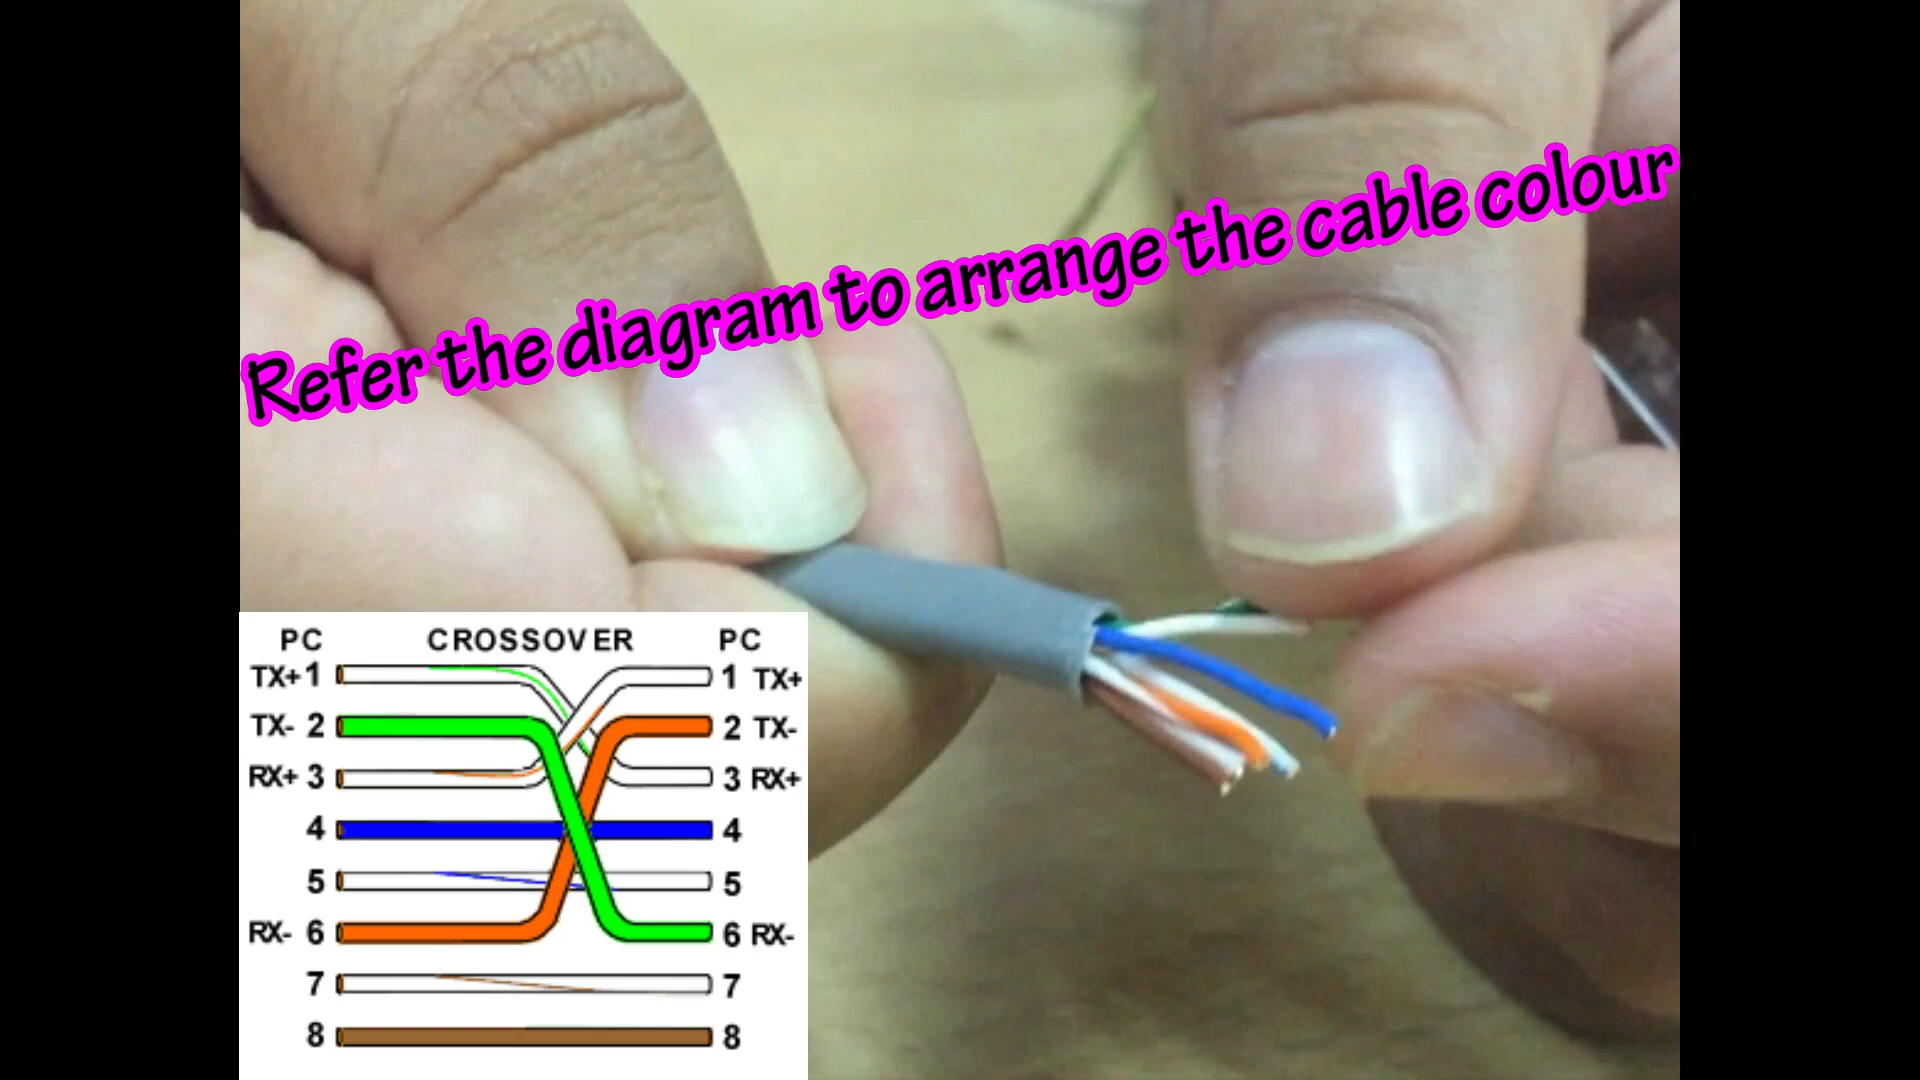 Refer the diagram to arrange the cable colour
PC CROSSOVER PC
TX+ 1 1 TX+
TX- 2 2 TX-
RX+ 3 3 RX+
4 4
5 5
RX- 6 6 RX-
7 7
8 8